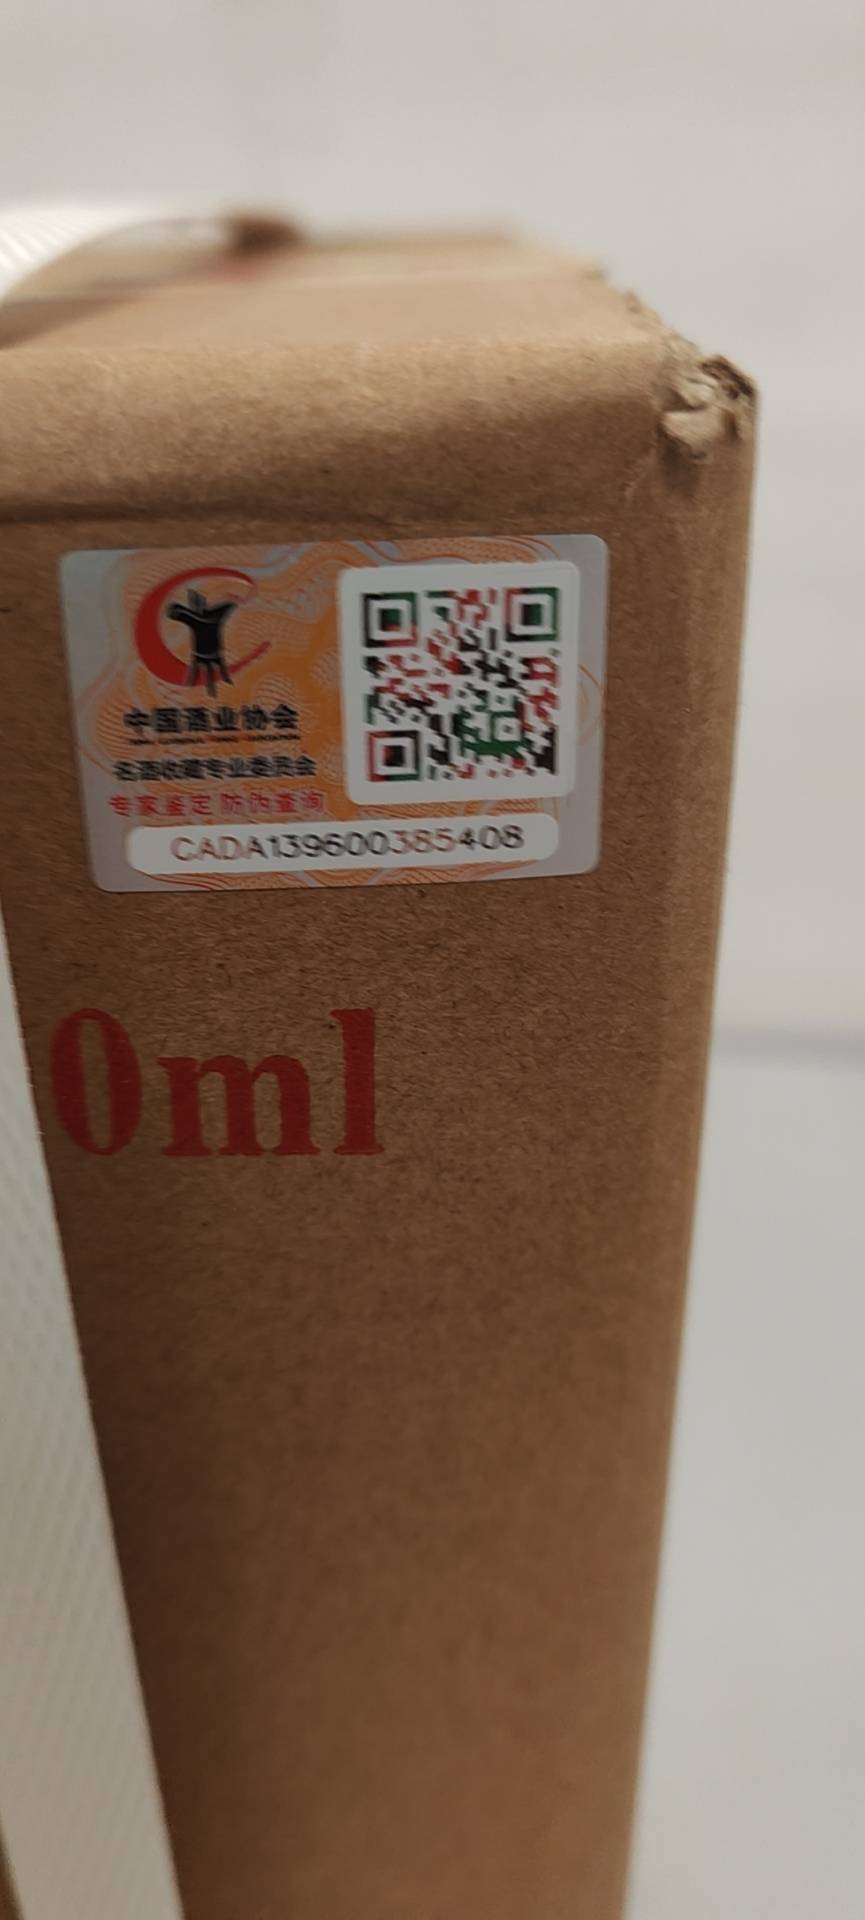 中国酒业协会
名酒收藏专业委员会
专家鉴定 防伪查询
CADA139600385408
0ml